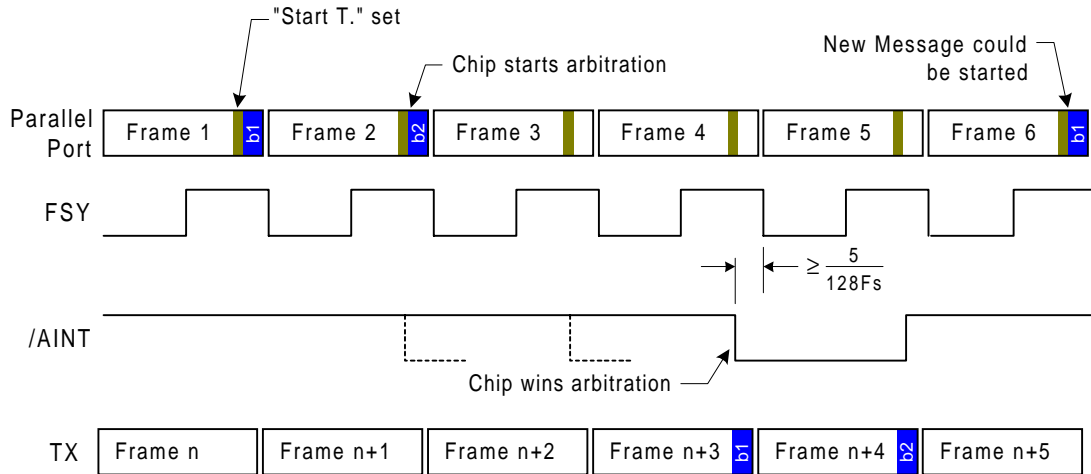 "Start T." set
Chip starts arbitration
New Message could
be started
Parallel
Port
Frame 1
b1
Frame 2
b2
Frame 3
Frame 4
Frame 5
Frame 6
b1
FSY
≥ 5
128Fs
/AINT
Chip wins arbitration
TX
Frame n
Frame n+1
Frame n+2
Frame n+3
b1
Frame n+4
b2
Frame n+5